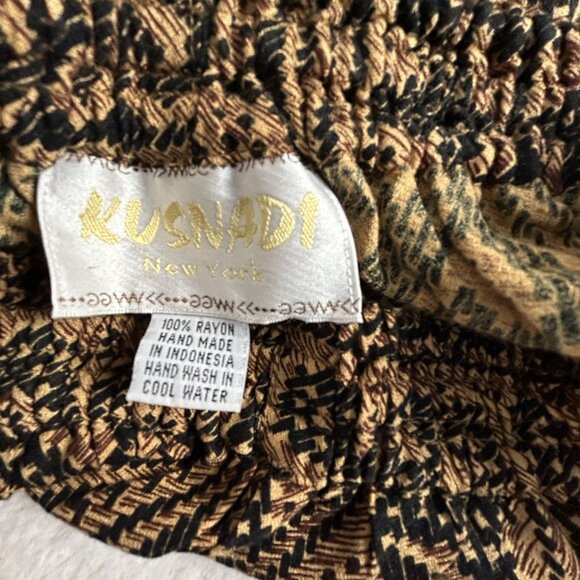 KUSNADI
New York
100% RAYON
HAND MADE
IN INDONESIA
HAND WASH IN
COOL WATER